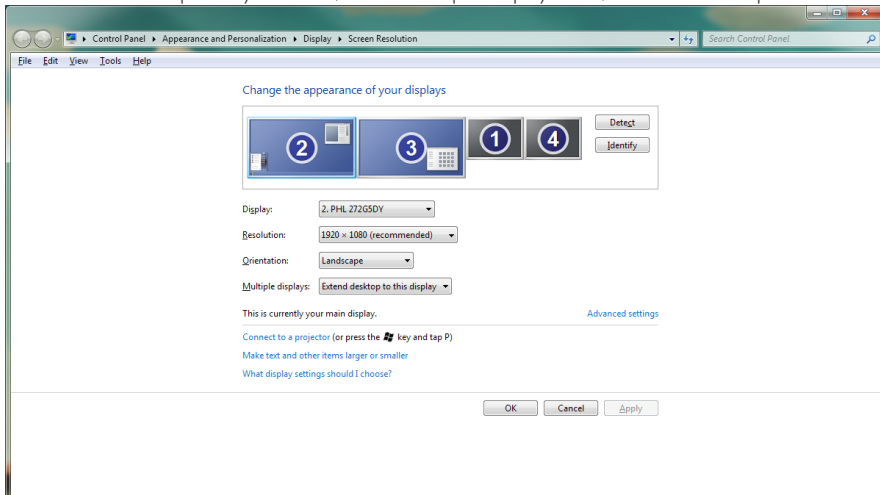 Control Panel ▸ Appearance and Personalization ▸ Display ▸ Screen Resolution
Search Control Panel
File Edit View Tools Help
Change the appearance of your displays
2
3
1
4
Detect
Identify
Display: 2. PHL 272G5DY
Resolution: 1920 × 1080 (recommended)
Orientation: Landscape
Multiple displays: Extend desktop to this display
This is currently your main display. Advanced settings
Connect to a projector (or press the key and tap P)
Make text and other items larger or smaller
What display settings should I choose?
OK Cancel Apply